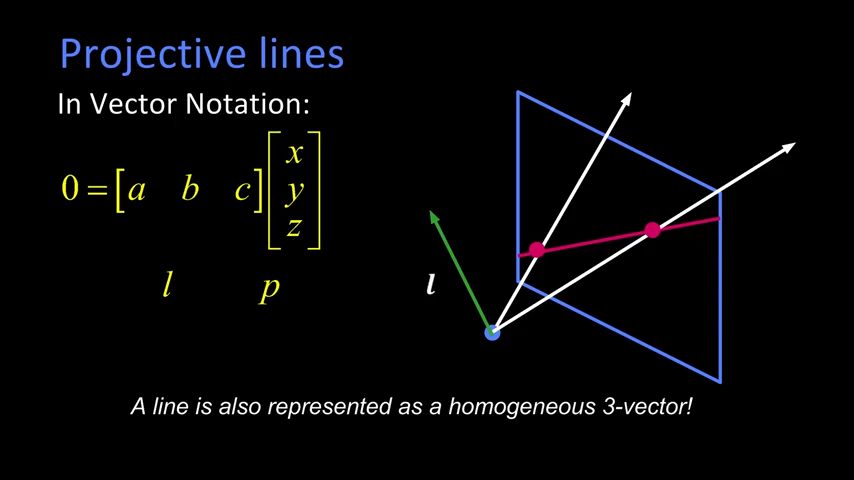 Projective lines
In Vector Notation:
0 = [a b c] [x
y
z]
l p
l
A line is also represented as a homogeneous 3-vector!